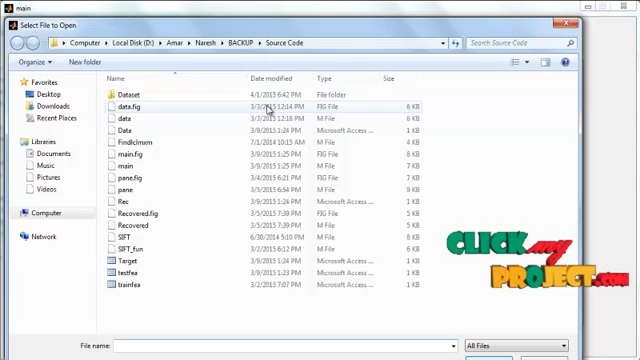 main
Select File to Open
Computer ▸ Local Disk (D:) ▸ Amar ▸ Naresh ▸ BACKUP ▸ Source Code
Search Source Code
Organize New folder
Name Date modified Type Size
Favorites
Desktop
Downloads
Recent Places
Libraries
Documents
Music
Pictures
Videos
Computer
Network
Dataset 4/1/2015 6:42 PM File folder
data.fig 3/3/2015 12:14 PM FIG File 6 KB
data 3/3/2015 12:18 PM M File 6 KB
Data 3/9/2015 1:24 PM Microsoft Access ... 1 KB
7/1/2014 10:15 AM M File 8 KB
main.fig 3/9/2015 1:25 PM FIG File 8 KB
main 3/9/2015 1:25 PM M File 9 KB
pane.fig 3/4/2015 6:21 PM FIG File 7 KB
pane 3/5/2015 6:54 PM M File 9 KB
Rec 3/9/2015 1:24 PM Microsoft Access ... 1 KB
Recovered.fig 3/5/2015 7:39 PM FIG File 5 KB
Recovered 3/5/2015 7:39 PM M File 5 KB
SIFT 6/30/2014 5:10 PM M File 8 KB
SIFT_fun 3/9/2015 6:12 PM M File 6 KB
Target 3/9/2015 1:24 PM Microsoft Access ... 1 KB
testfea 3/9/2015 1:23 PM Microsoft Access ... 1 KB
trainfea 3/2/2015 7:07 PM Microsoft Access ... 1 KB
CLICK my
PROJECT.com
File name: All Files